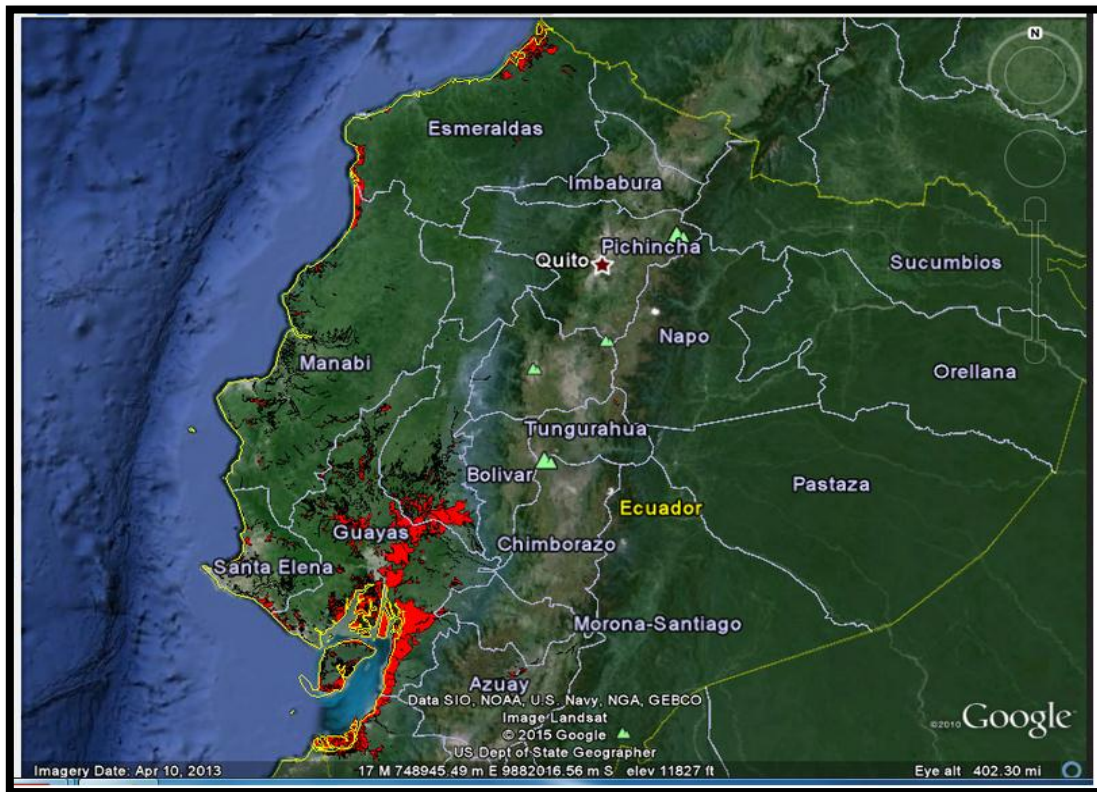 N
Esmeraldas
Imbabura
Pichincha
Quito
Sucumbios
Napo
Manabi
Orellana
Tungurahua
Bolivar
Pastaza
Ecuador
Guayas
Chimborazo
Santa Elena
Morona-Santiago
Azuay
Data SIO, NOAA, U.S. Navy, NGA, GEBCO
Image Landsat
© 2015 Google
US Dept of State Geographer
©2010 Google
Imagery Date: Apr 10, 2013 17 M 748945.49 m E 9882016.56 m S elev 11827 ft Eye alt 402.30 mi